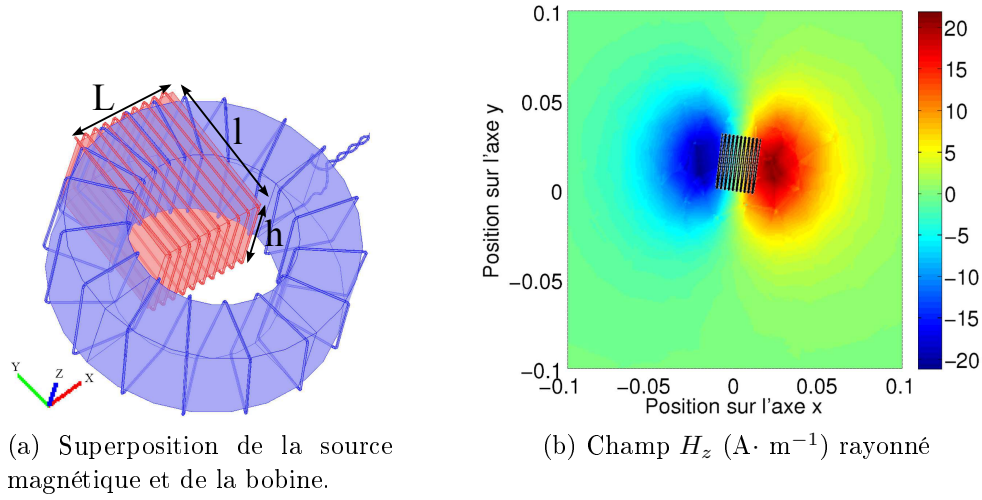 L
l
h
Y
Z
X
(a) Superposition de la source
magnétique et de la bobine.
0.1
0.05
0
−0.05
−0.1
Position sur l'axe y
−0.1
−0.05
0
0.05
0.1
Position sur l'axe x
20
15
10
5
0
−5
−10
−15
−20
(b) Champ Hz (A· m−1) rayonné